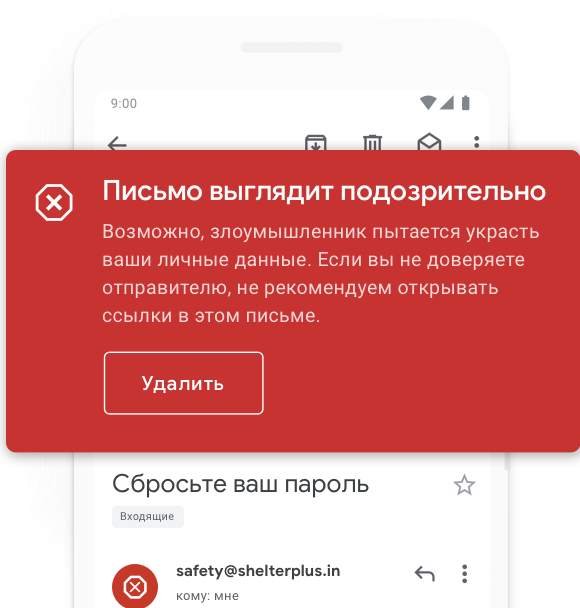 9:00
Письмо выглядит подозрительно
Возможно, злоумышленник пытается украсть
ваши личные данные. Если вы не доверяете
отправителю, не рекомендуем открывать
ссылки в этом письме.
Удалить
Сбросьте ваш пароль
Входящие
safety@shelterplus.in
кому: мне